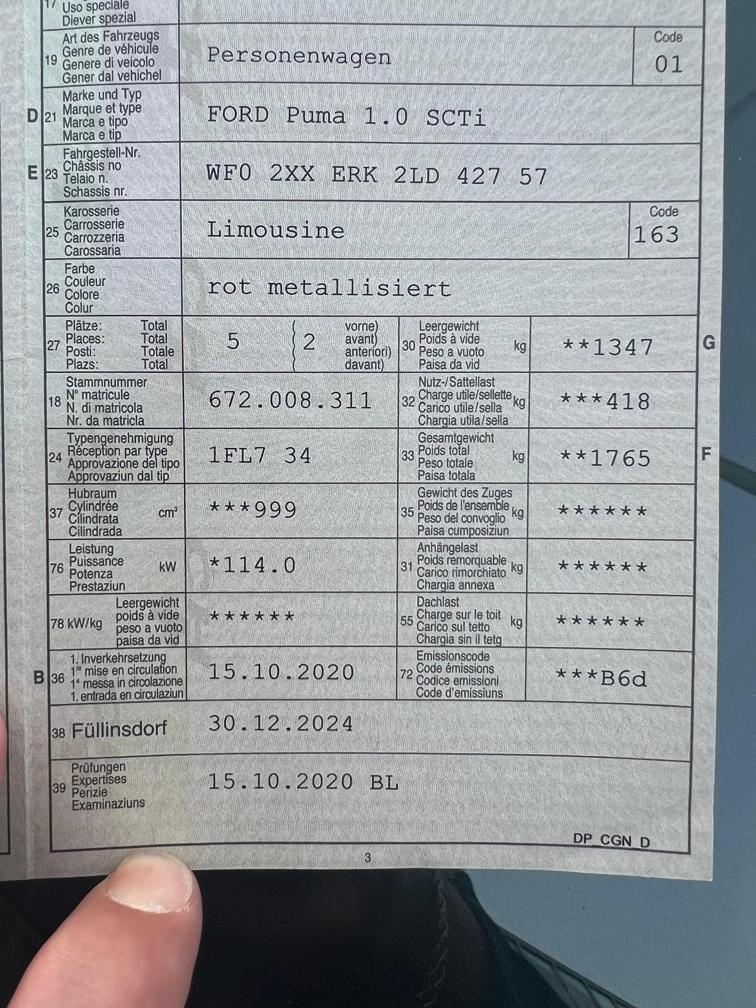 17 Uso speciale
Diever spezial
Art des Fahrzeugs
Genre de véhicule
19 Genere di veicolo Personenwagen Code 01
Gener dal vehichel
Marke und Typ
D 21 Marque et type FORD Puma 1.0 SCTi
Marca e tipo
Marca e tip
Fahrgestell-Nr.
E 23 Châssis no WF0 2XX ERK 2LD 427 57
Telaio n.
Schassis nr.
Karosserie
25 Carrosserie Limousine Code 163
Carrozzeria
Carossaria
Farbe
26 Couleur rot metallisiert
Colore
Colur
Plätze: Total vorne) Leergewicht
27 Places: Total 5 2 avant) 30 Poids à vide kg **1347 G
Posti: Totale anteriori) Peso a vuoto
Plazs: Total davant) Paisa da vid
Stammnummer Nutz-/Sattellast
18 N° matricule 672.008.311 32 Charge utile/sellette kg ***418
N. di matricola Carico utile/sella
Nr. da matricla Chargia utila/sella
Typengenehmigung Gesamtgewicht
24 Réception par type 1FL7 34 33 Poids total kg **1765 F
Approvazione del tipo Peso totale
Approvaziun dal tip Paisa totala
Hubraum Gewicht des Zuges
37 Cylindrée cm³ ***999 35 Poids de l'ensemble kg ******
Cilindrata Peso del convoglio
Cilindrada Paisa cumposiziun
Leistung Anhängelast
76 Puissance kW *114.0 31 Poids remorquable kg ******
Potenza Carico rimorchiato
Prestaziun Chargia annexa
Leergewicht Dachlast
78 kW/kg poids à vide ****** 55 Charge sur le toit kg ******
peso a vuoto Carico sul tetto
paisa da vid Chargia sin il tetg
1. Inverkehrsetzung Emissionscode
B 36 1re mise en circulation 15.10.2020 72 Code émissions ***B6d
1a messa in circolazione Codice emissioni
1. entrada en circulaziun Code d'emissiuns
38 Füllinsdorf 30.12.2024
Prüfungen
39 Expertises 15.10.2020 BL
Perizie
Examinaziuns
DP CGN D
3